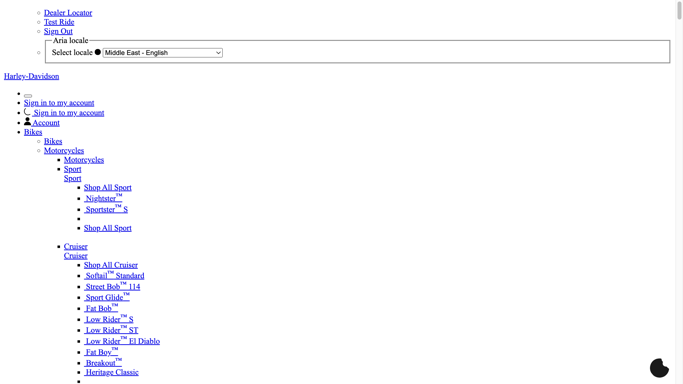 Dealer Locator
Test Ride
Sign Out
Aria locale
Select locale Middle East - English
Harley-Davidson
Sign in to my account
Sign in to my account
Account
Bikes
Bikes
Motorcycles
Motorcycles
Sport
Sport
Shop All Sport
Nightster™
Sportster™ S
Shop All Sport
Cruiser
Cruiser
Shop All Cruiser
Softail™ Standard
Street Bob™ 114
Sport Glide™
Fat Bob™
Low Rider™ S
Low Rider™ ST
Low Rider™ El Diablo
Fat Boy™
Breakout™
Heritage Classic